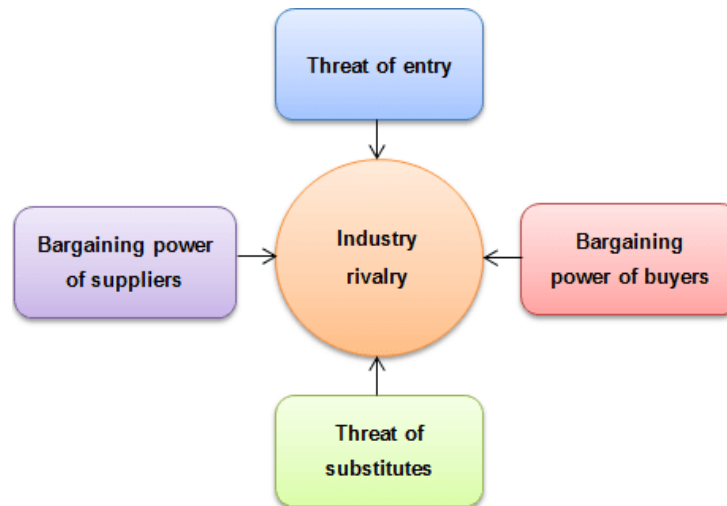 Threat of entry
Bargaining power
of suppliers
Industry
rivalry
Bargaining
power of buyers
Threat of
substitutes